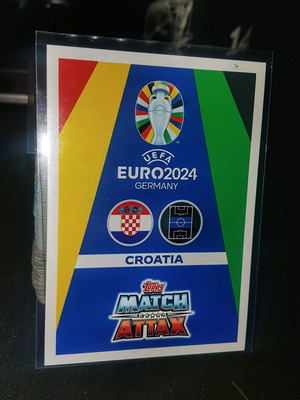 UEFA
EURO2024
GERMANY
CROATIA
Topps
MATCH
ATTAX